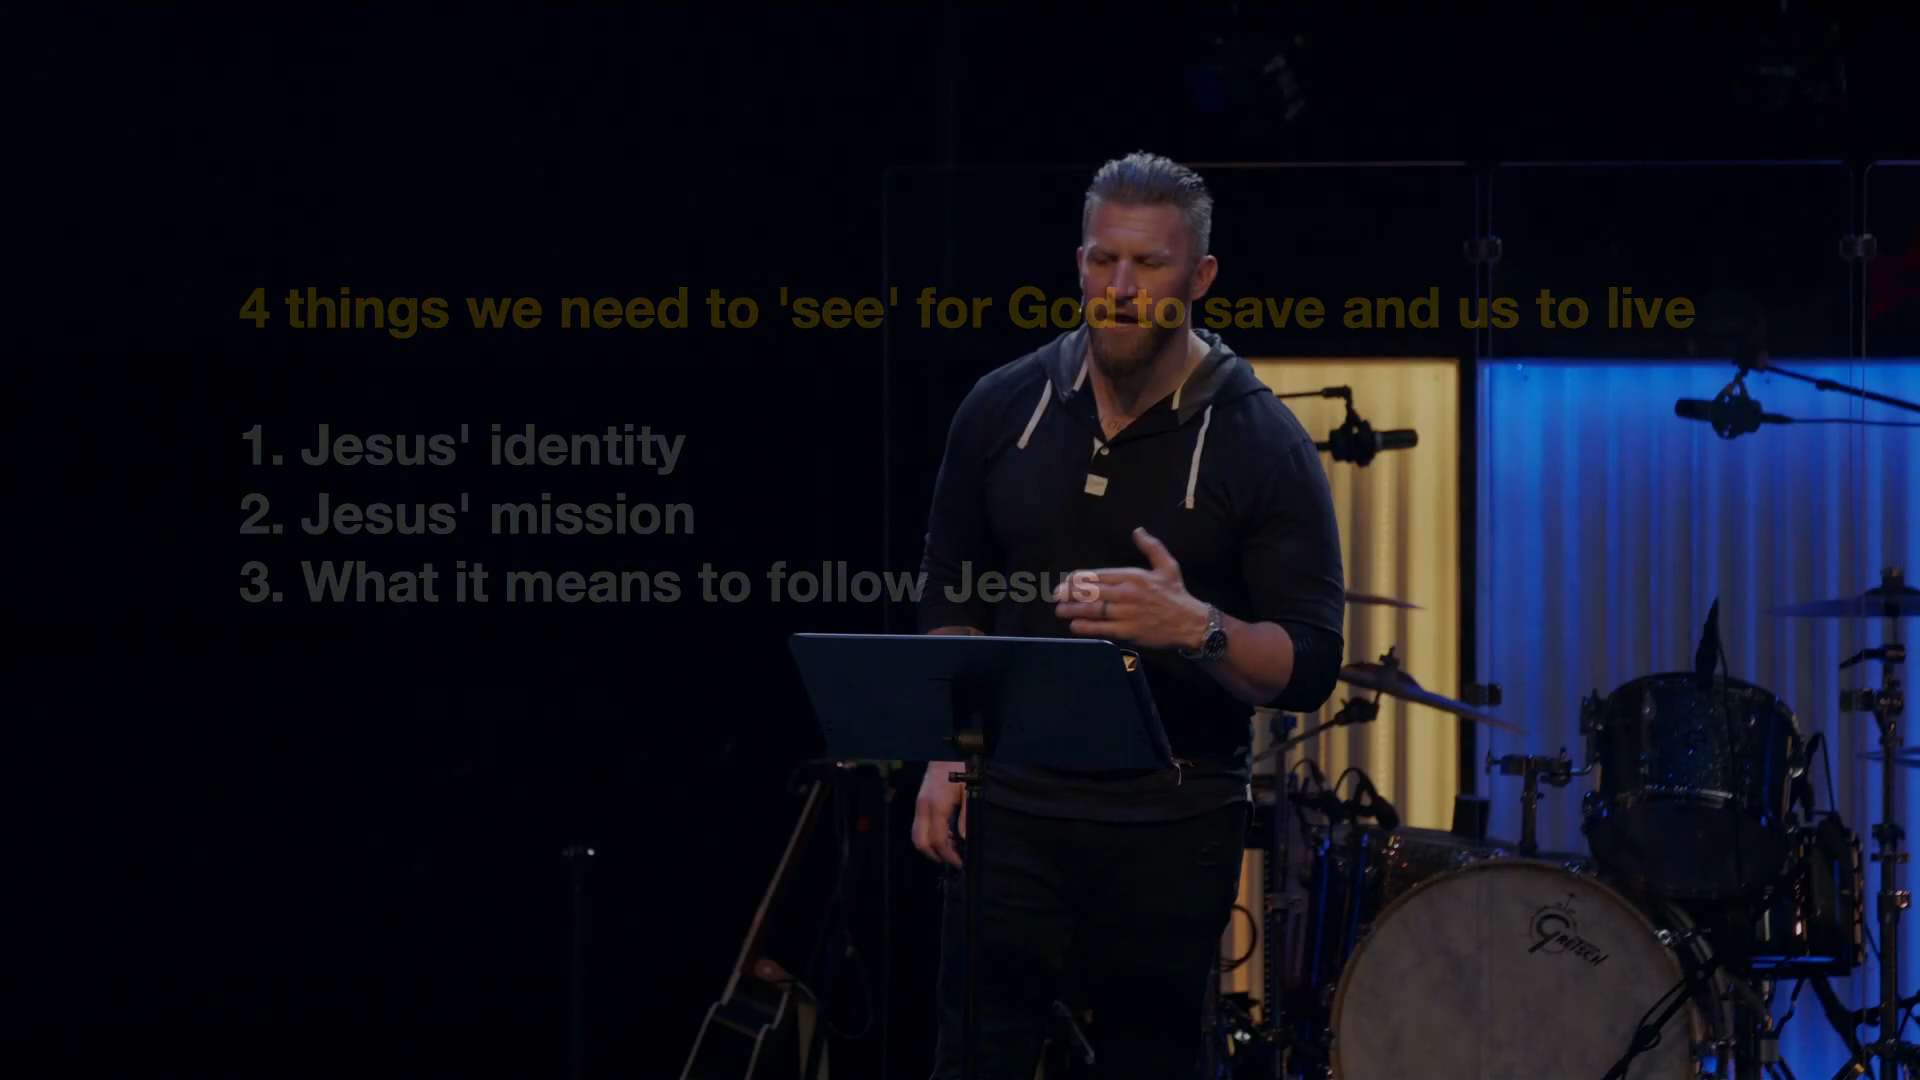 4 things we need to 'see' for God to save and us to live
1. Jesus' identity
2. Jesus' mission
3. What it means to follow Jesus
GRETSCH